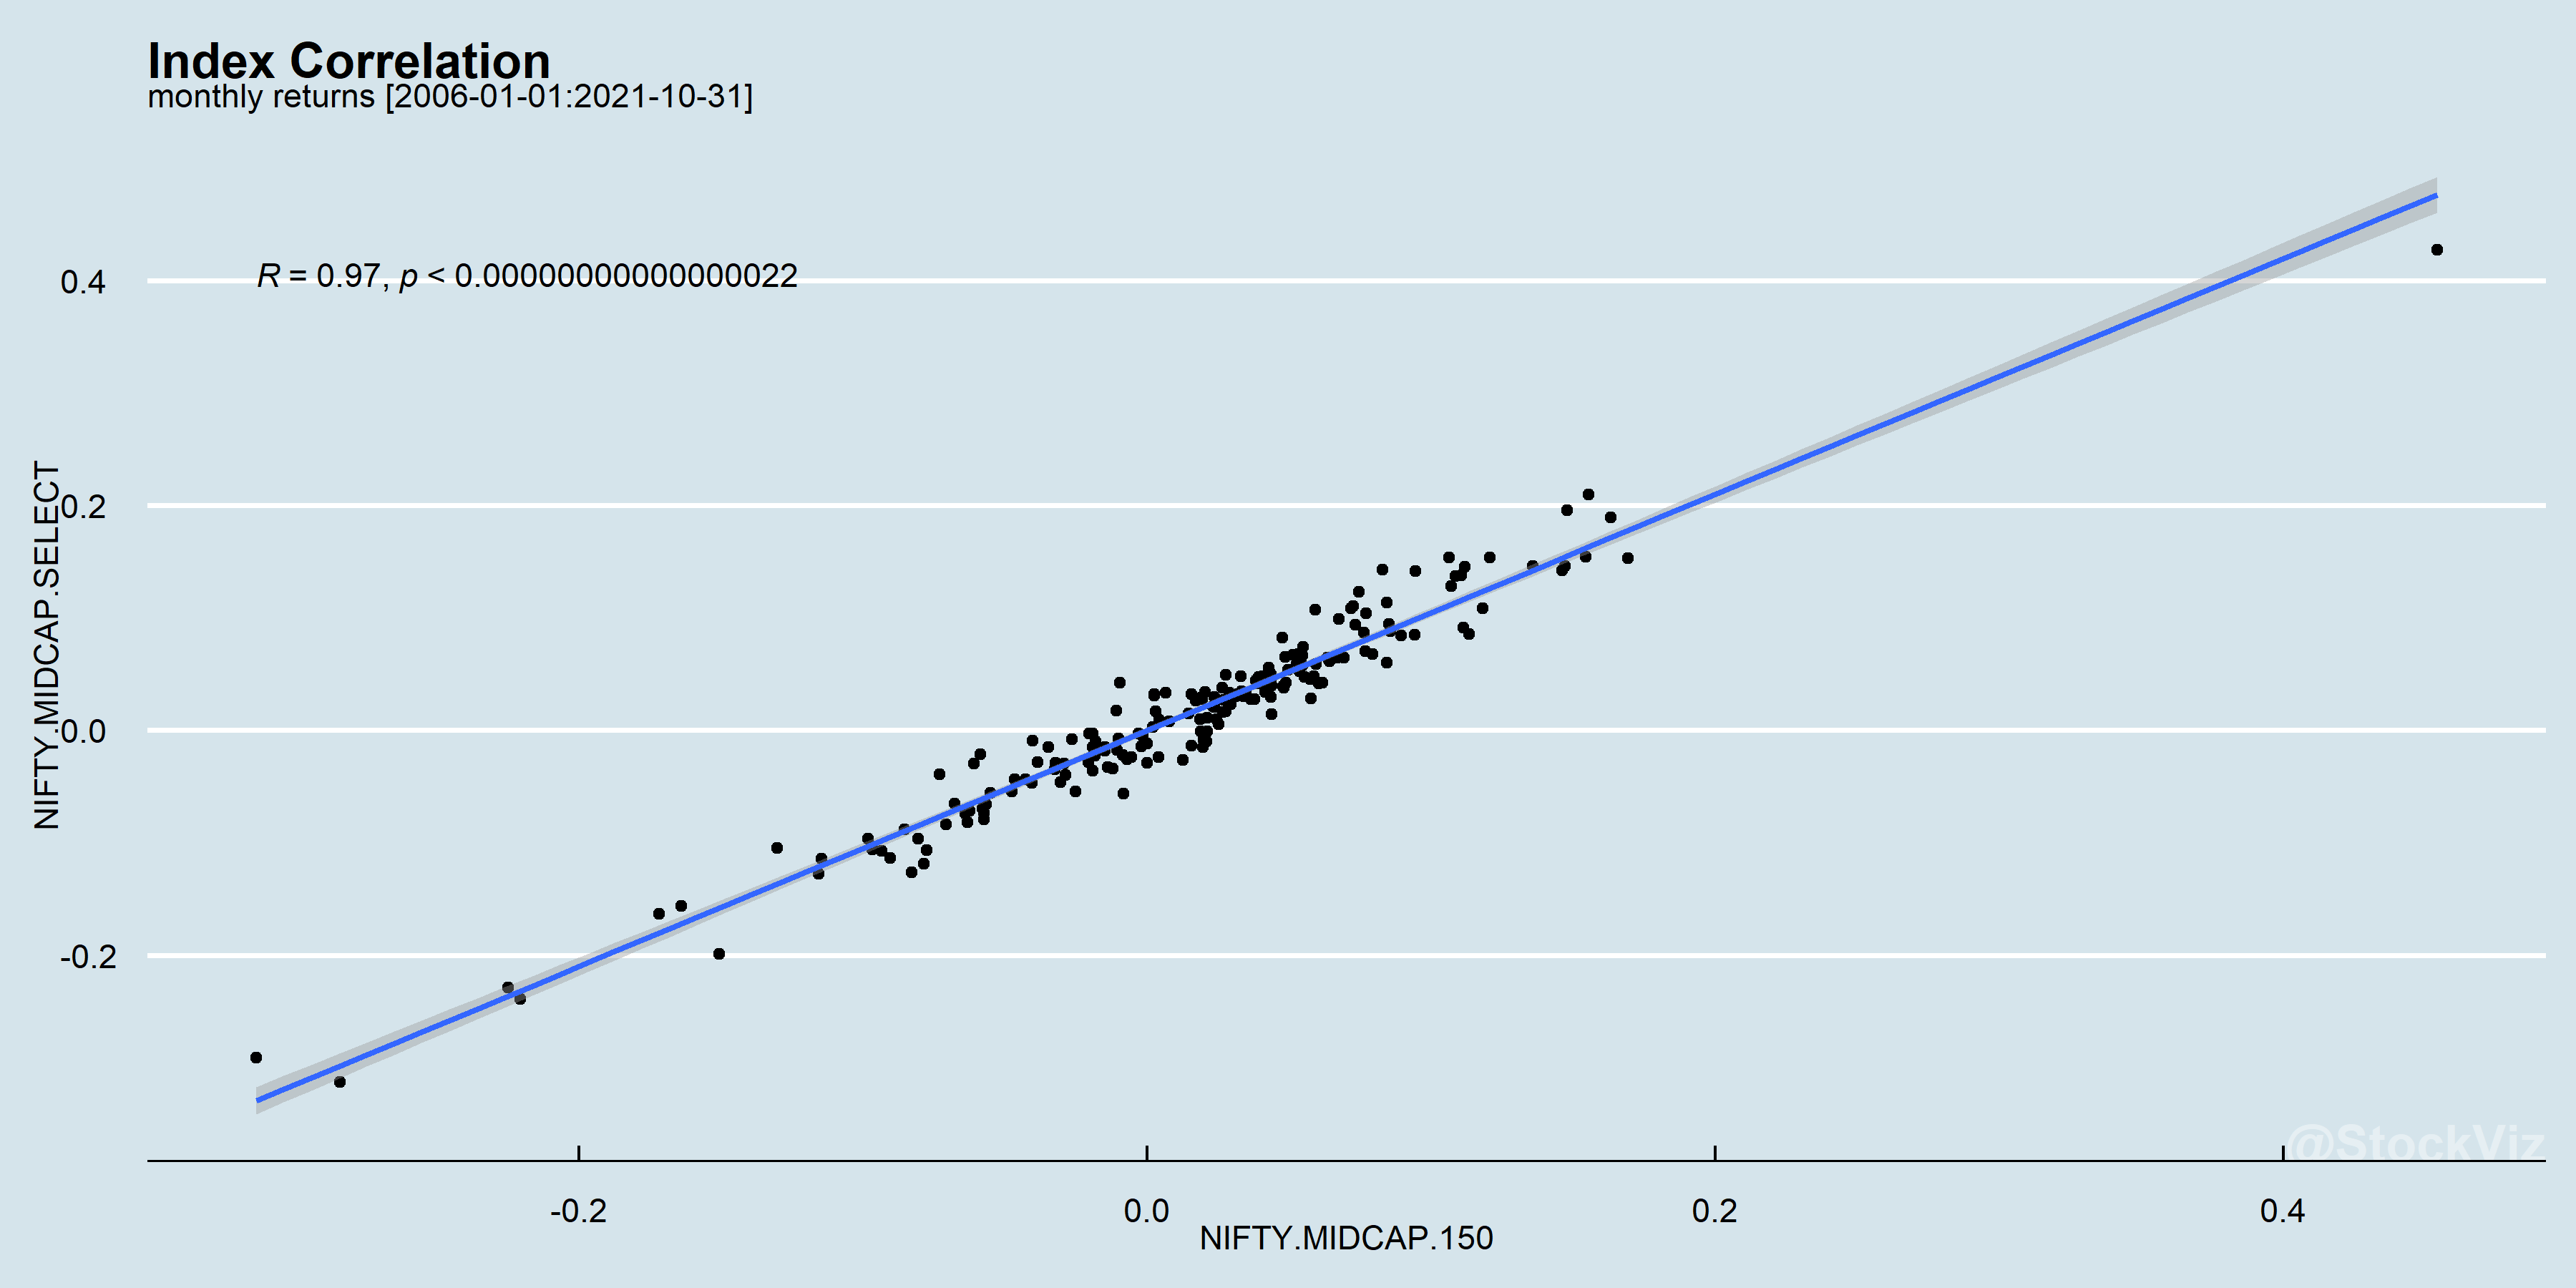 Index Correlation
monthly returns [2006-01-01:2021-10-31]
R = 0.97, p < 0.00000000000000022
0.4
0.2
0.0
-0.2
NIFTY.MIDCAP.SELECT
-0.2
0.0
0.2
0.4
NIFTY.MIDCAP.150
@StockViz